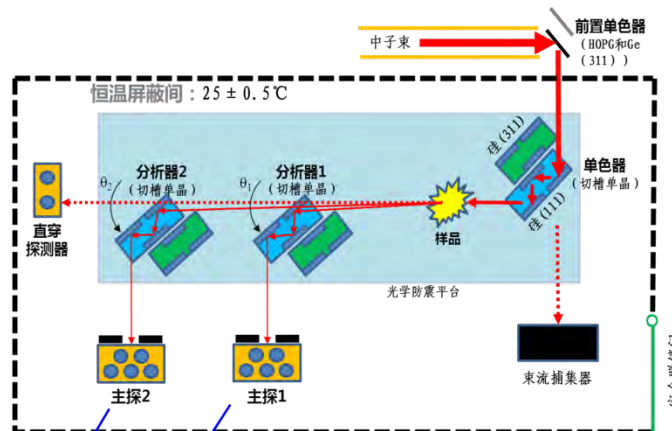 前置单色器
(HOPG和Ge
(311))
中子束
恒温屏蔽间：25±0.5℃
硅(311)
单色器
(切槽单晶)
硅(111)
分析器2
(切槽单晶)
θ2
分析器1
(切槽单晶)
θ1
样品
直穿
探测器
光学防震平台
主探2
主探1
束流捕集器